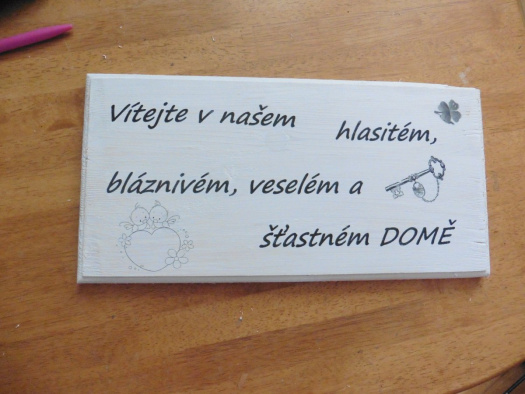 Vítejte v našem hlasitém,
bláznivém, veselém a
šťastném DOMĚ